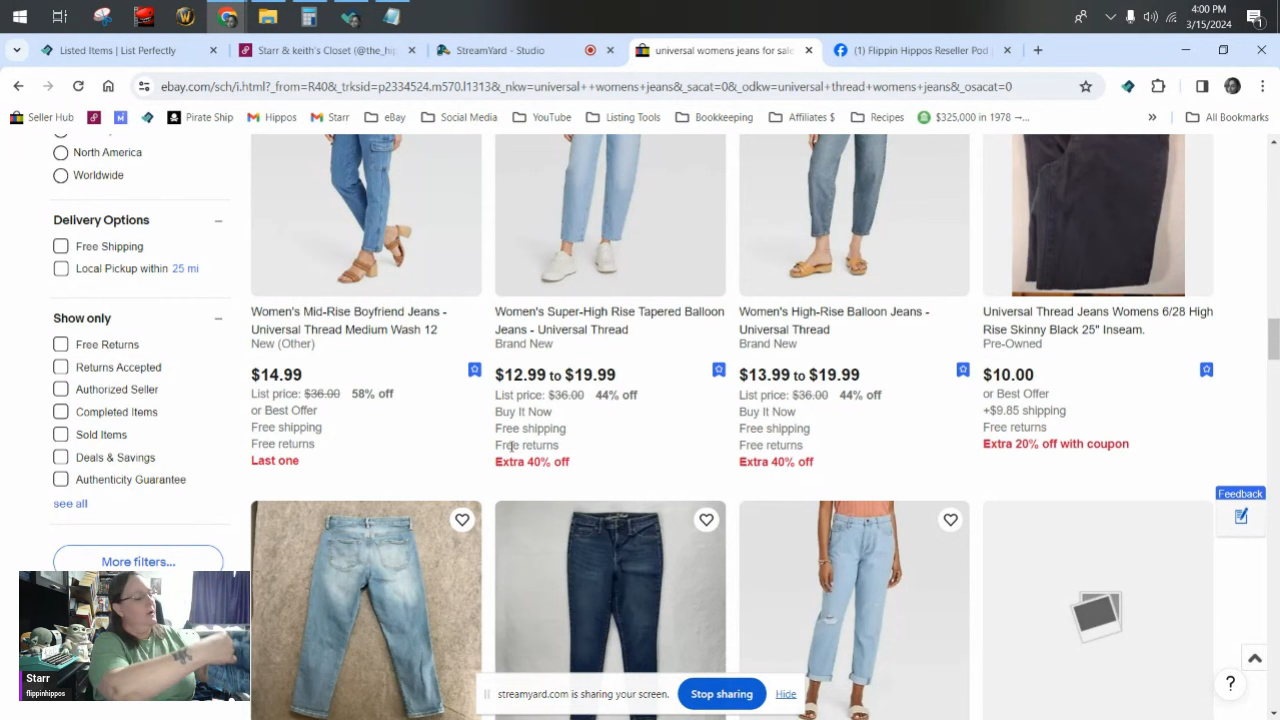 4:00 PM
3/15/2024
Listed Items | List Perfectly
Starr & keith's Closet (@the_hip
StreamYard - Studio
universal womens jeans for sale
(1) Flippin Hippos Reseller Pod
ebay.com/sch/i.html?_from=R40&_trksid=p2334524.m570.l1313&_nkw=universal++womens+jeans&_sacat=0&_odkw=universal+thread+womens+jeans&_osacat=0
Seller Hub
Pirate Ship
Hippos
Starr
eBay
Social Media
YouTube
Listing Tools
Bookkeeping
Affiliates $
Recipes
$325,000 in 1978 →...
All Bookmarks
North America
Worldwide
Delivery Options
Free Shipping
Local Pickup within 25 mi
Show only
Free Returns
Returns Accepted
Authorized Seller
Completed Items
Sold Items
Deals & Savings
Authenticity Guarantee
see all
More filters...
Women's Mid-Rise Boyfriend Jeans -
Universal Thread Medium Wash 12
New (Other)
$14.99
List price: $36.00 58% off
or Best Offer
Free shipping
Free returns
Last one
Women's Super-High Rise Tapered Balloon
Jeans - Universal Thread
Brand New
$12.99 to $19.99
List price: $36.00 44% off
Buy It Now
Free shipping
Free returns
Extra 40% off
Women's High-Rise Balloon Jeans -
Universal Thread
Brand New
$13.99 to $19.99
List price: $36.00 44% off
Buy It Now
Free shipping
Free returns
Extra 40% off
Universal Thread Jeans Womens 6/28 High
Rise Skinny Black 25" Inseam.
Pre-Owned
$10.00
or Best Offer
+$9.85 shipping
Free returns
Extra 20% off with coupon
Feedback
Starr
flippinhippos
streamyard.com is sharing your screen.
Stop sharing
Hide